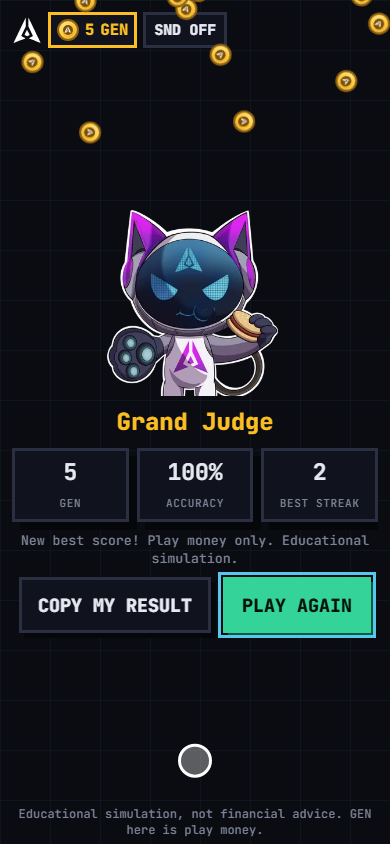 5 GEN
SND OFF
Grand Judge
5
GEN
100%
ACCURACY
2
BEST STREAK
New best score! Play money only. Educational
simulation.
COPY MY RESULT
PLAY AGAIN
Educational simulation, not financial advice. GEN
here is play money.